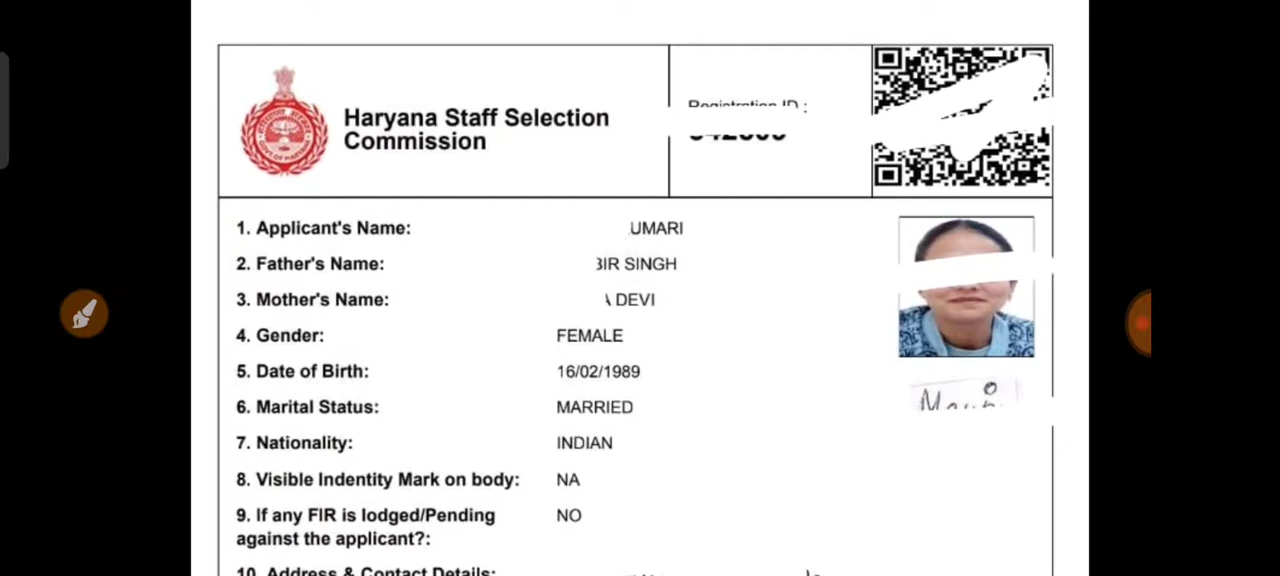 Haryana Staff Selection
Commission
Registration ID :
1. Applicant's Name: UMARI
2. Father's Name: BIR SINGH
3. Mother's Name: A DEVI
4. Gender: FEMALE
5. Date of Birth: 16/02/1989
6. Marital Status: MARRIED
7. Nationality: INDIAN
8. Visible Indentity Mark on body: NA
9. If any FIR is lodged/Pending NO
against the applicant?:
10. Address & Contact Details: